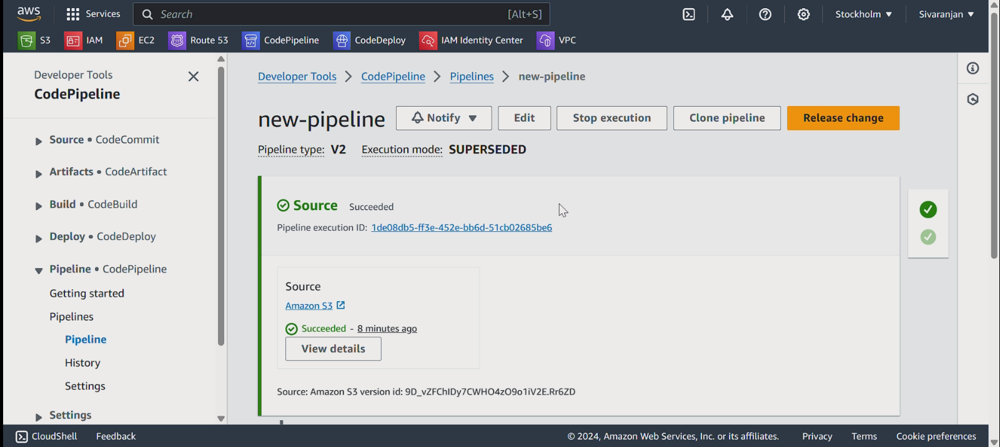 aws
Services
Search
[Alt+S]
Stockholm ▼
Sivaranjan ▼
S3
IAM
EC2
Route 53
CodePipeline
CodeDeploy
IAM Identity Center
VPC
Developer Tools
CodePipeline
Source • CodeCommit
Artifacts • CodeArtifact
Build • CodeBuild
Deploy • CodeDeploy
Pipeline • CodePipeline
Getting started
Pipelines
Pipeline
History
Settings
Settings
Developer Tools > CodePipeline > Pipelines > new-pipeline
new-pipeline
Notify ▼
Edit
Stop execution
Clone pipeline
Release change
Pipeline type: V2 Execution mode: SUPERSEDED
Source Succeeded
Pipeline execution ID: 1de08db5-ff3e-452e-bb6d-51cb02685be6
Source
Amazon S3
Succeeded - 8 minutes ago
View details
Source: Amazon S3 version id: 9D_vZFChIDy7CWHO4zO9o1iV2E.Rr6ZD
CloudShell
Feedback
© 2024, Amazon Web Services, Inc. or its affiliates.
Privacy
Terms
Cookie preferences